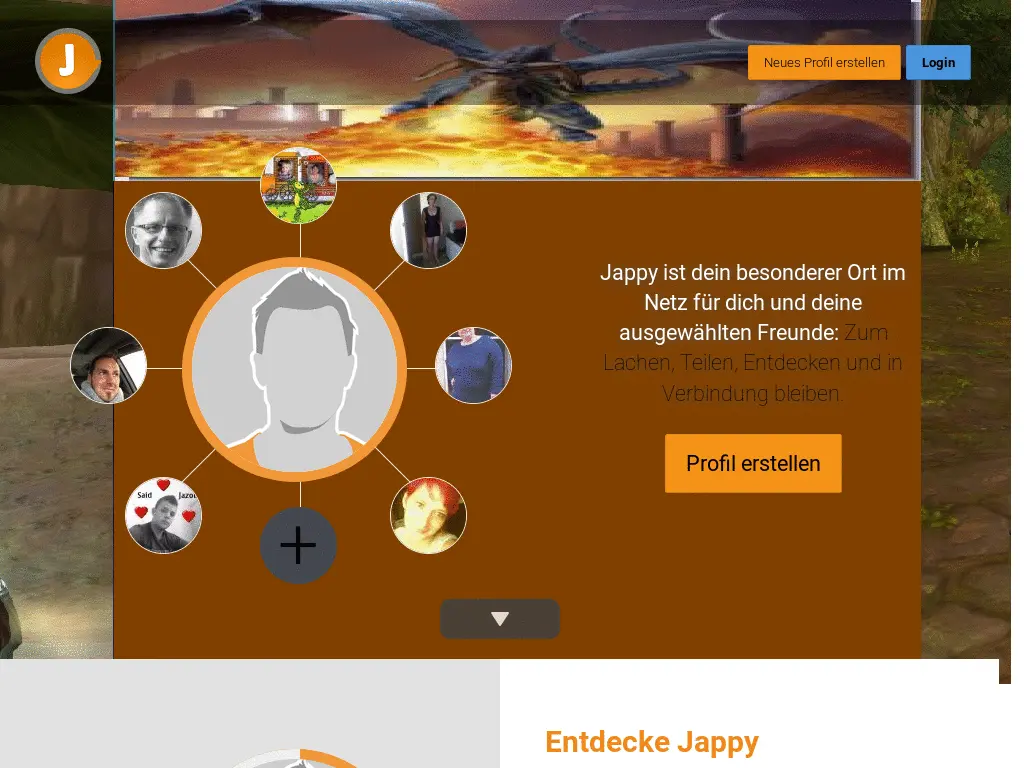 J
Neues Profil erstellen
Login
Jappy ist dein besonderer Ort im
Netz für dich und deine
ausgewählten Freunde: Zum
Lachen, Teilen, Entdecken und in
Verbindung bleiben.
Profil erstellen
Said
Entdecke Jappy